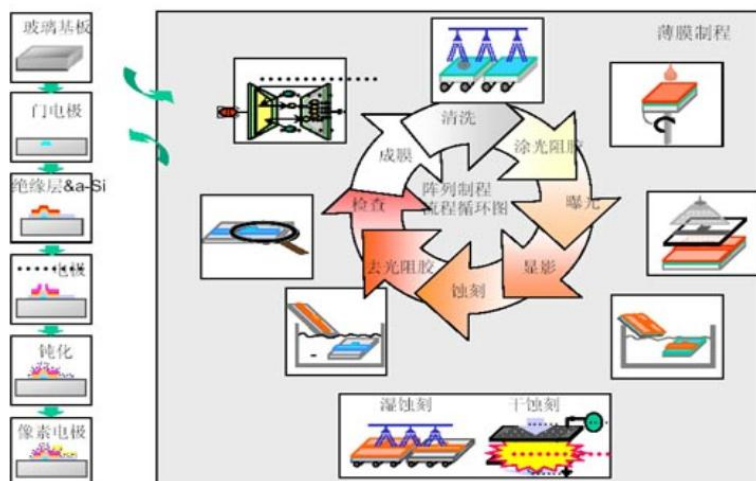 玻璃基板
门电极
绝缘层&a-Si
电极
钝化
像素电极
薄膜制程
清洗
涂光阻胶
曝光
显影
蚀刻
去光阻胶
检查
成膜
阵列制程
流程循环图
湿蚀刻
干蚀刻